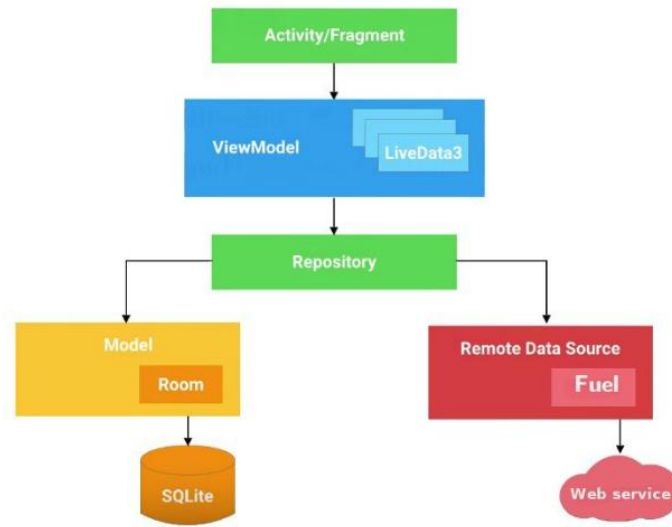 Activity/Fragment
ViewModel
LiveData3
Repository
Model
Room
Remote Data Source
Fuel
SQLite
Web service